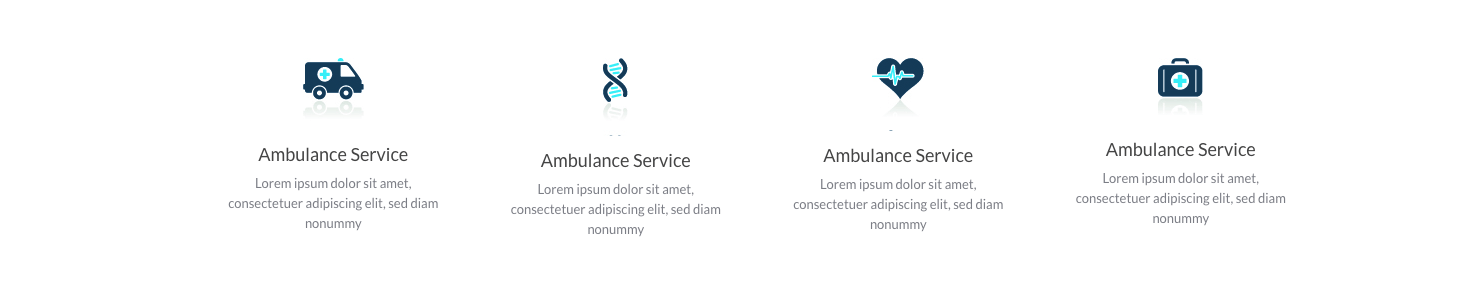 Ambulance Service
Lorem ipsum dolor sit amet,
consectetuer adipiscing elit, sed diam
nonummy
Ambulance Service
Lorem ipsum dolor sit amet,
consectetuer adipiscing elit, sed diam
nonummy
Ambulance Service
Lorem ipsum dolor sit amet,
consectetuer adipiscing elit, sed diam
nonummy
Ambulance Service
Lorem ipsum dolor sit amet,
consectetuer adipiscing elit, sed diam
nonummy